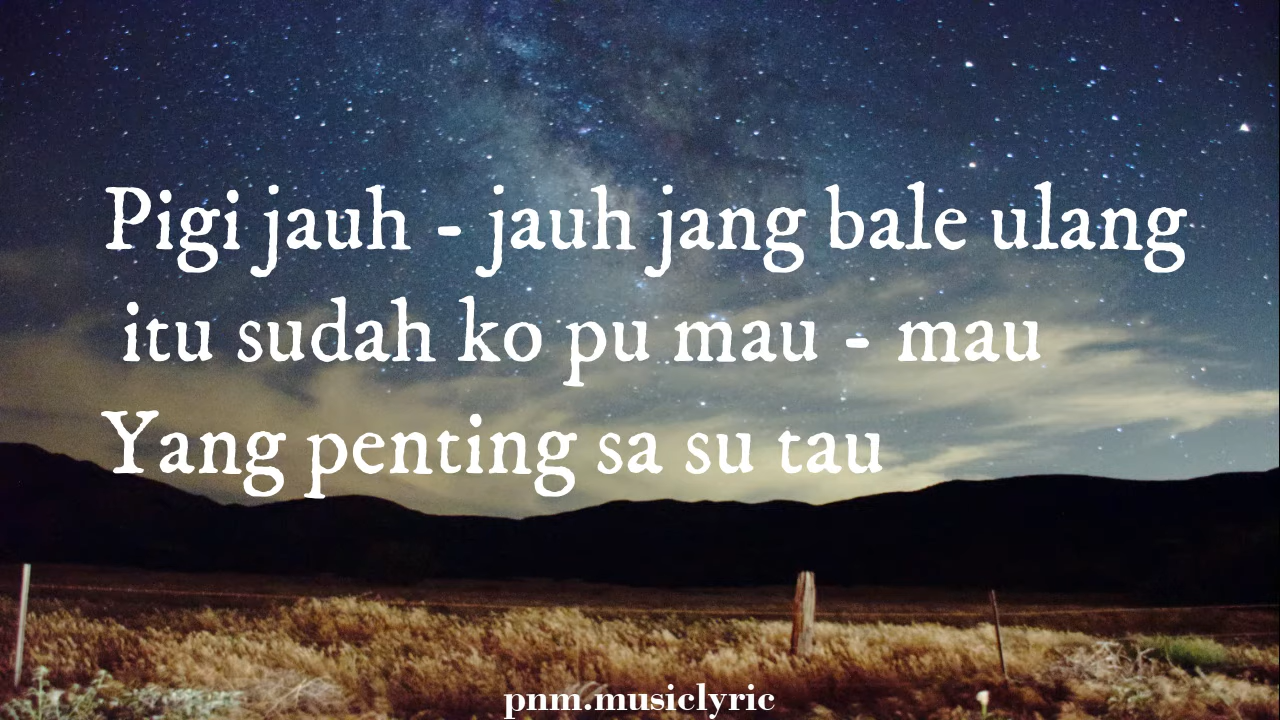 Pigi jauh - jauh jang bale ulang
itu sudah ko pu mau - mau
Yang penting sa su tau
pnm.musiclyric